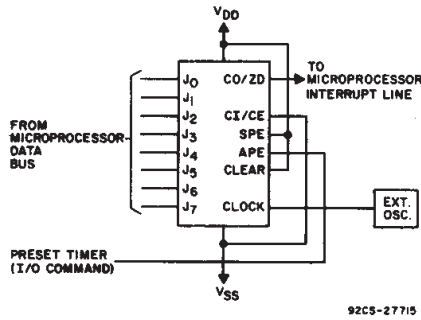 VDD
J0 CO/ZD
TO
MICROPROCESSOR
INTERRUPT LINE
J1
J2 CI/CE
J3 SPE
J4 APE
J5 CLEAR
J6
J7 CLOCK
FROM
MICROPROCESSOR
DATA
BUS
EXT.
OSC.
PRESET TIMER
(I/O COMMAND)
VSS
92CS-27715